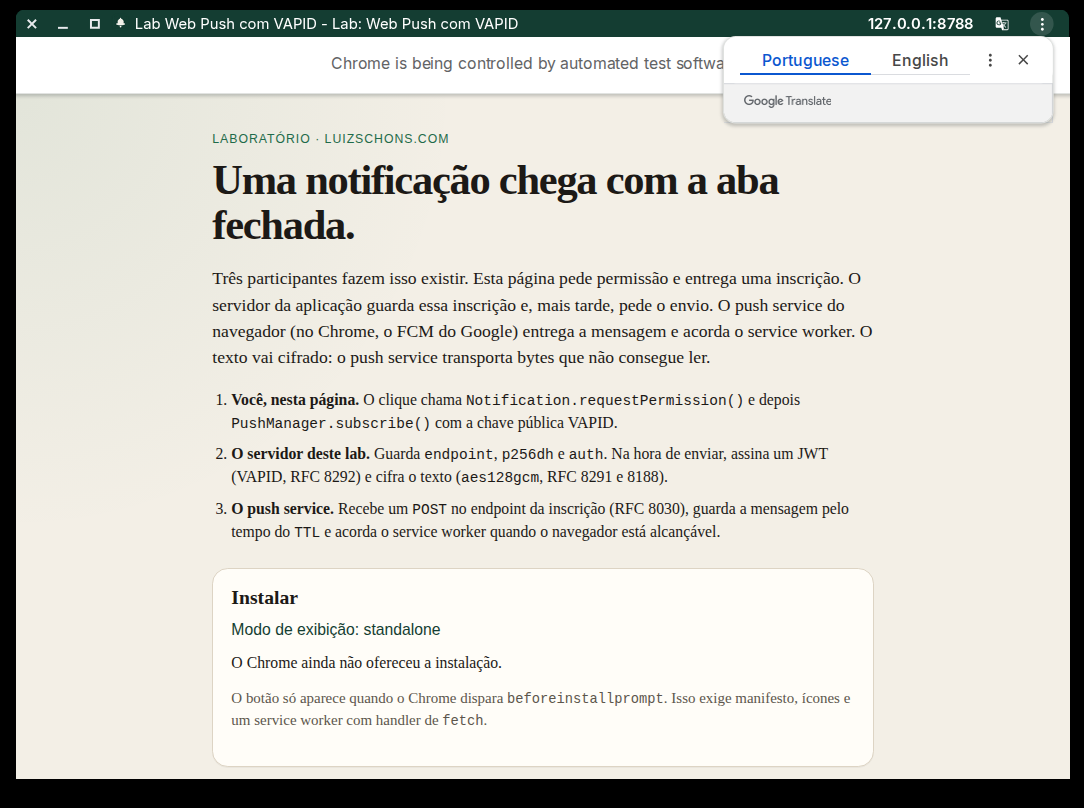 Lab Web Push com VAPID - Lab: Web Push com VAPID
127.0.0.1:8788
Chrome is being controlled by automated test softwa
Portuguese English
Google Translate
LABORATÓRIO · LUIZSCHONS.COM
Uma notificação chega com a aba
fechada.
Três participantes fazem isso existir. Esta página pede permissão e entrega uma inscrição. O
servidor da aplicação guarda essa inscrição e, mais tarde, pede o envio. O push service do
navegador (no Chrome, o FCM do Google) entrega a mensagem e acorda o service worker. O
texto vai cifrado: o push service transporta bytes que não consegue ler.
1. Você, nesta página. O clique chama Notification.requestPermission() e depois
PushManager.subscribe() com a chave pública VAPID.
2. O servidor deste lab. Guarda endpoint, p256dh e auth. Na hora de enviar, assina um JWT
(VAPID, RFC 8292) e cifra o texto (aes128gcm, RFC 8291 e 8188).
3. O push service. Recebe um POST no endpoint da inscrição (RFC 8030), guarda a mensagem pelo
tempo do TTL e acorda o service worker quando o navegador está alcançável.
Instalar
Modo de exibição: standalone
O Chrome ainda não ofereceu a instalação.
O botão só aparece quando o Chrome dispara beforeinstallprompt. Isso exige manifesto, ícones e
um service worker com handler de fetch.